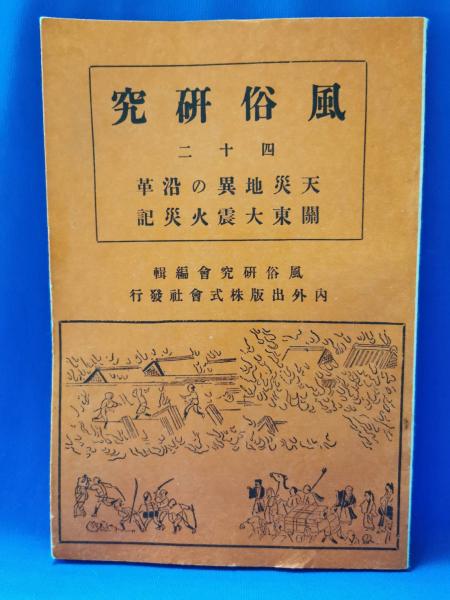 風俗研究
四十二
天災地異の沿革
關東大震火災記
風俗研究會編輯
內外出版株式會社發行